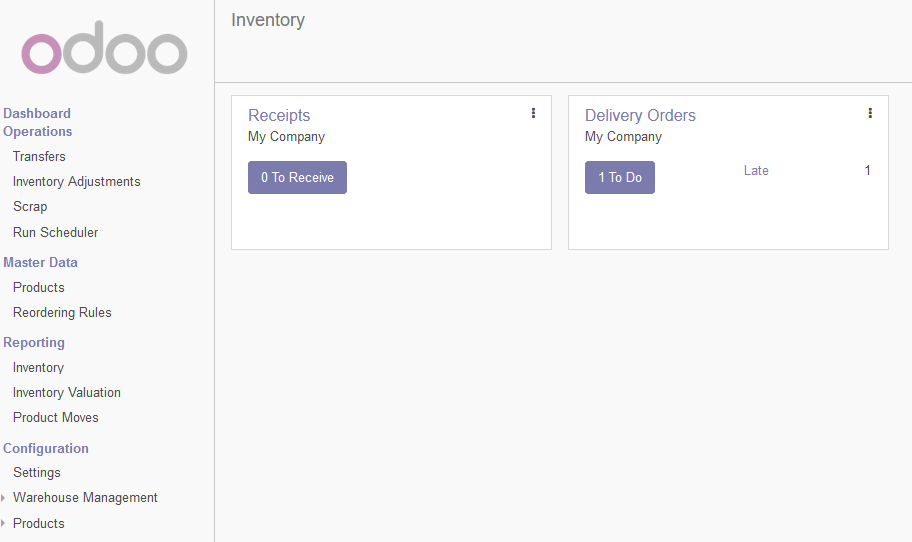 odoo
Dashboard
Operations
Transfers
Inventory Adjustments
Scrap
Run Scheduler
Master Data
Products
Reordering Rules
Reporting
Inventory
Inventory Valuation
Product Moves
Configuration
Settings
Warehouse Management
Products
Inventory
Receipts
My Company
0 To Receive
Delivery Orders
My Company
1 To Do
Late 1